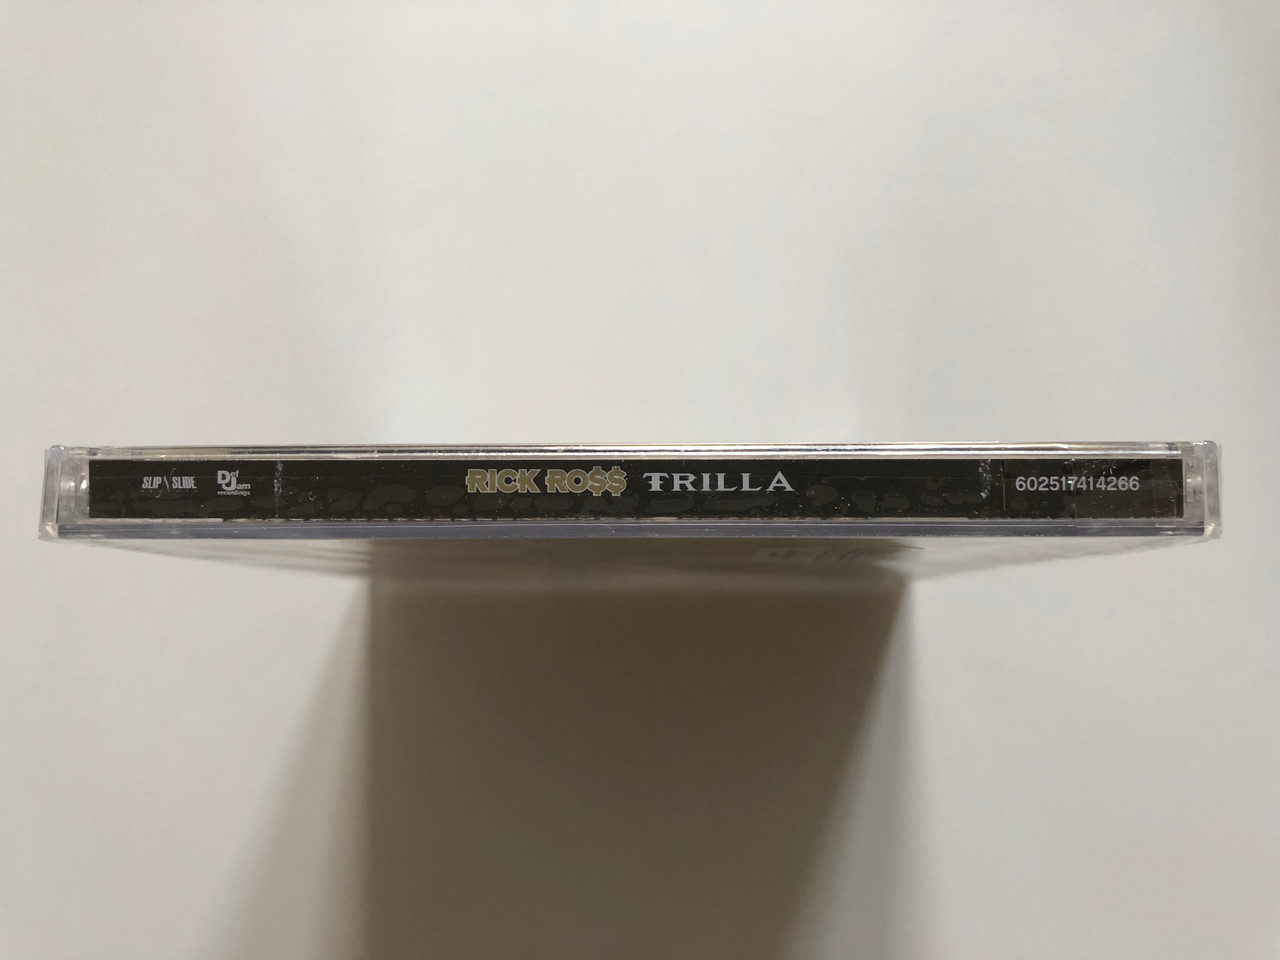 SLIP N SLIDE Def Jam recordings RICK RO$$ TRILLA 602517414266